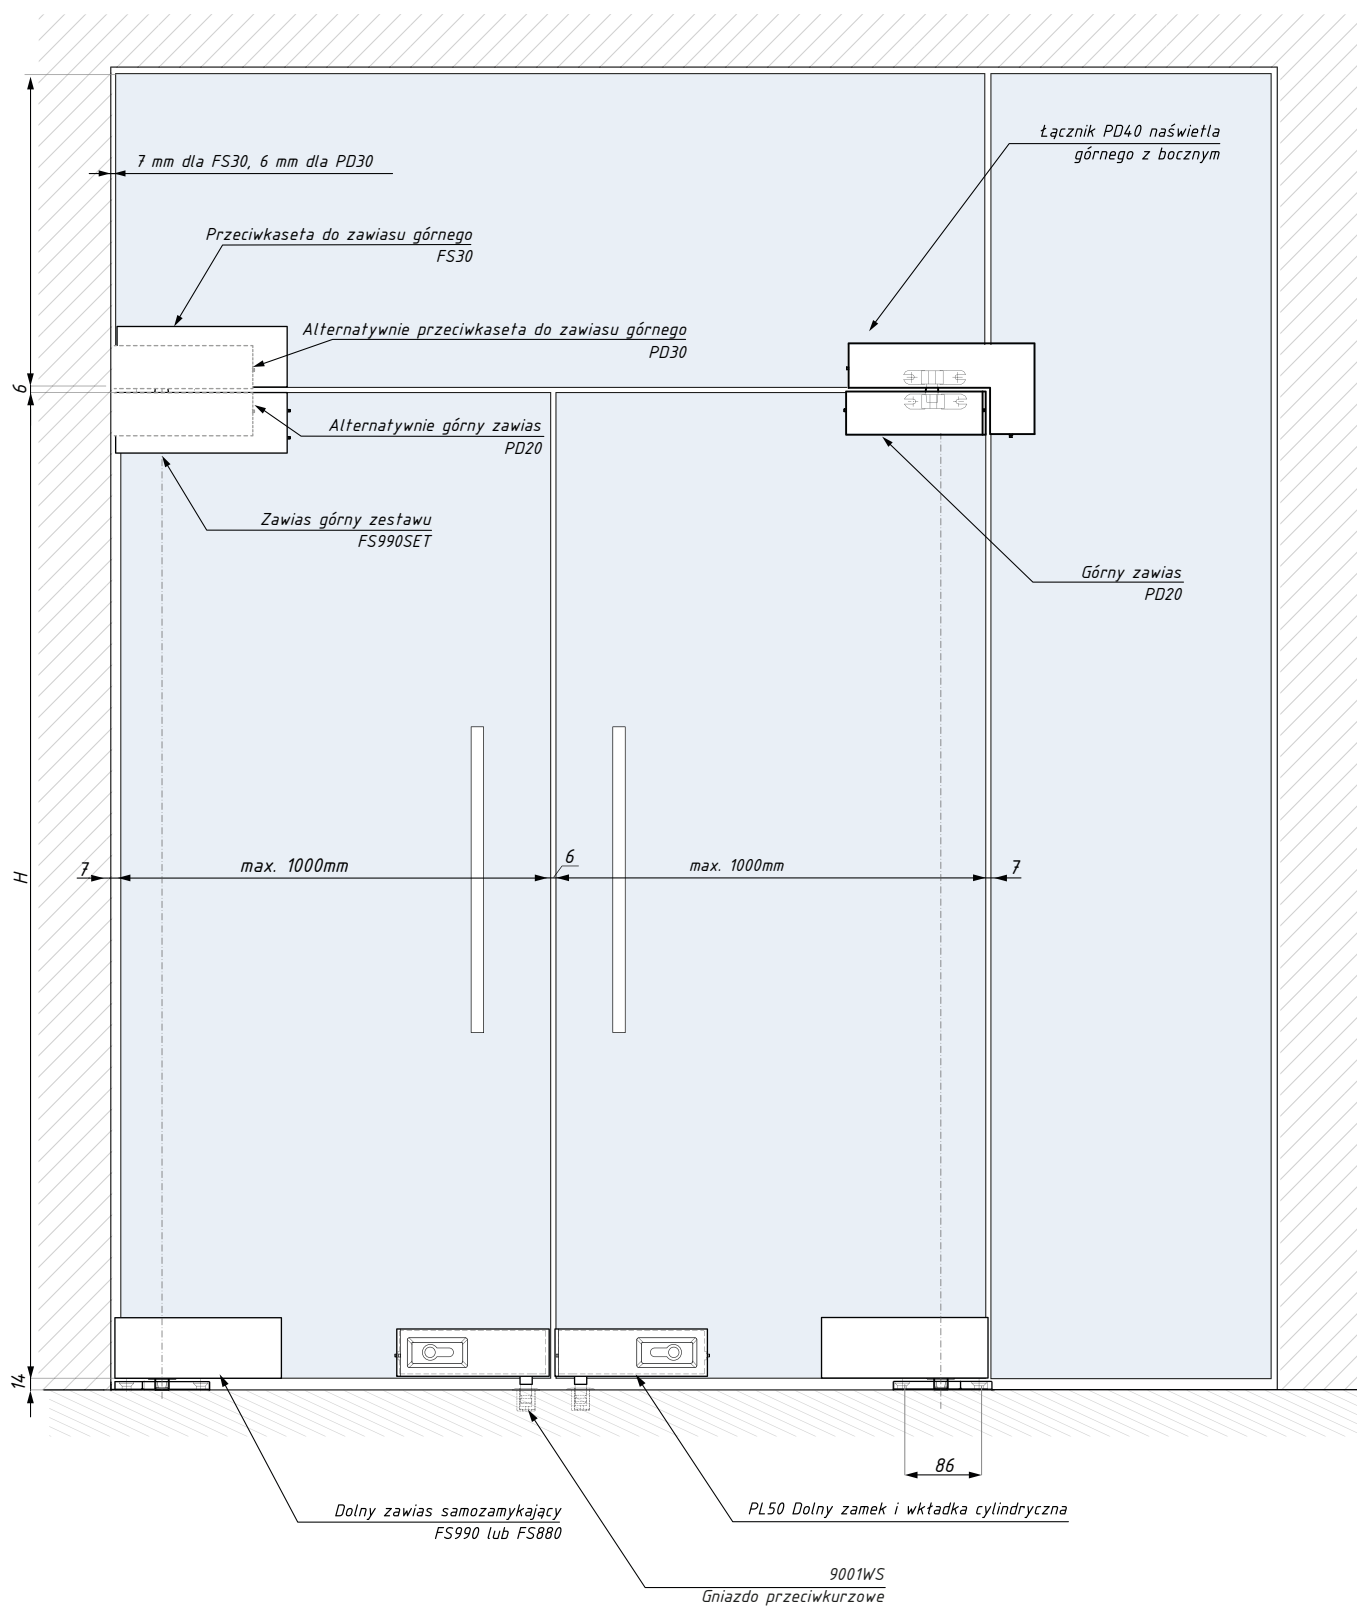 Łącznik PD40 naświetla
górnego z bocznym
7 mm dla FS30, 6 mm dla PD30
Przeciwkaseta do zawiasu górnego
FS30
Alternatywnie przeciwkaseta do zawiasu górnego
PD30
6
Alternatywnie górny zawias
PD20
Zawias górny zestawu
FS990SET
Górny zawias
PD20
H
7
max. 1000mm
6
max. 1000mm
7
14
86
Dolny zawias samozamykający
FS990 lub FS880
PL50 Dolny zamek i wkładka cylindryczna
9001WS
Gniazdo przeciwkurzowe